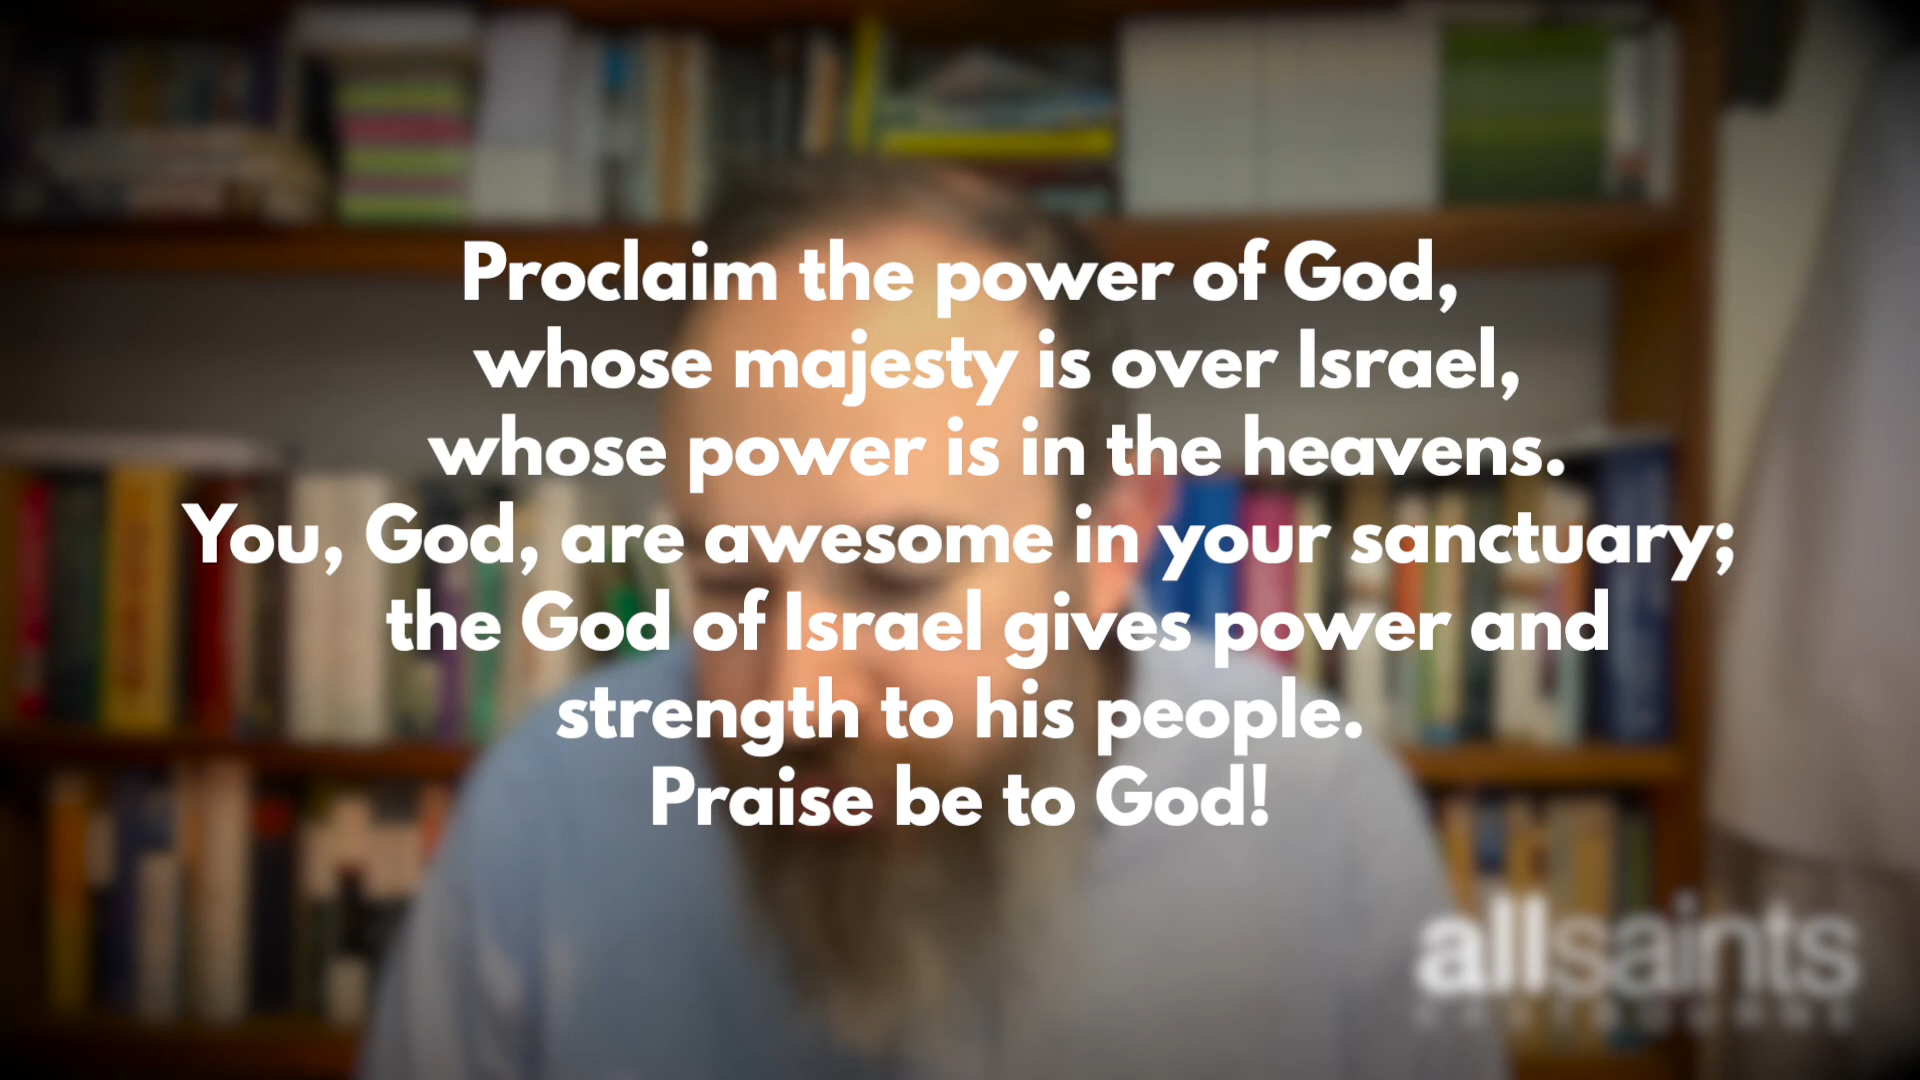 Proclaim the power of God,
whose majesty is over Israel,
whose power is in the heavens.
You, God, are awesome in your sanctuary;
the God of Israel gives power and
strength to his people.
Praise be to God!
allsaints